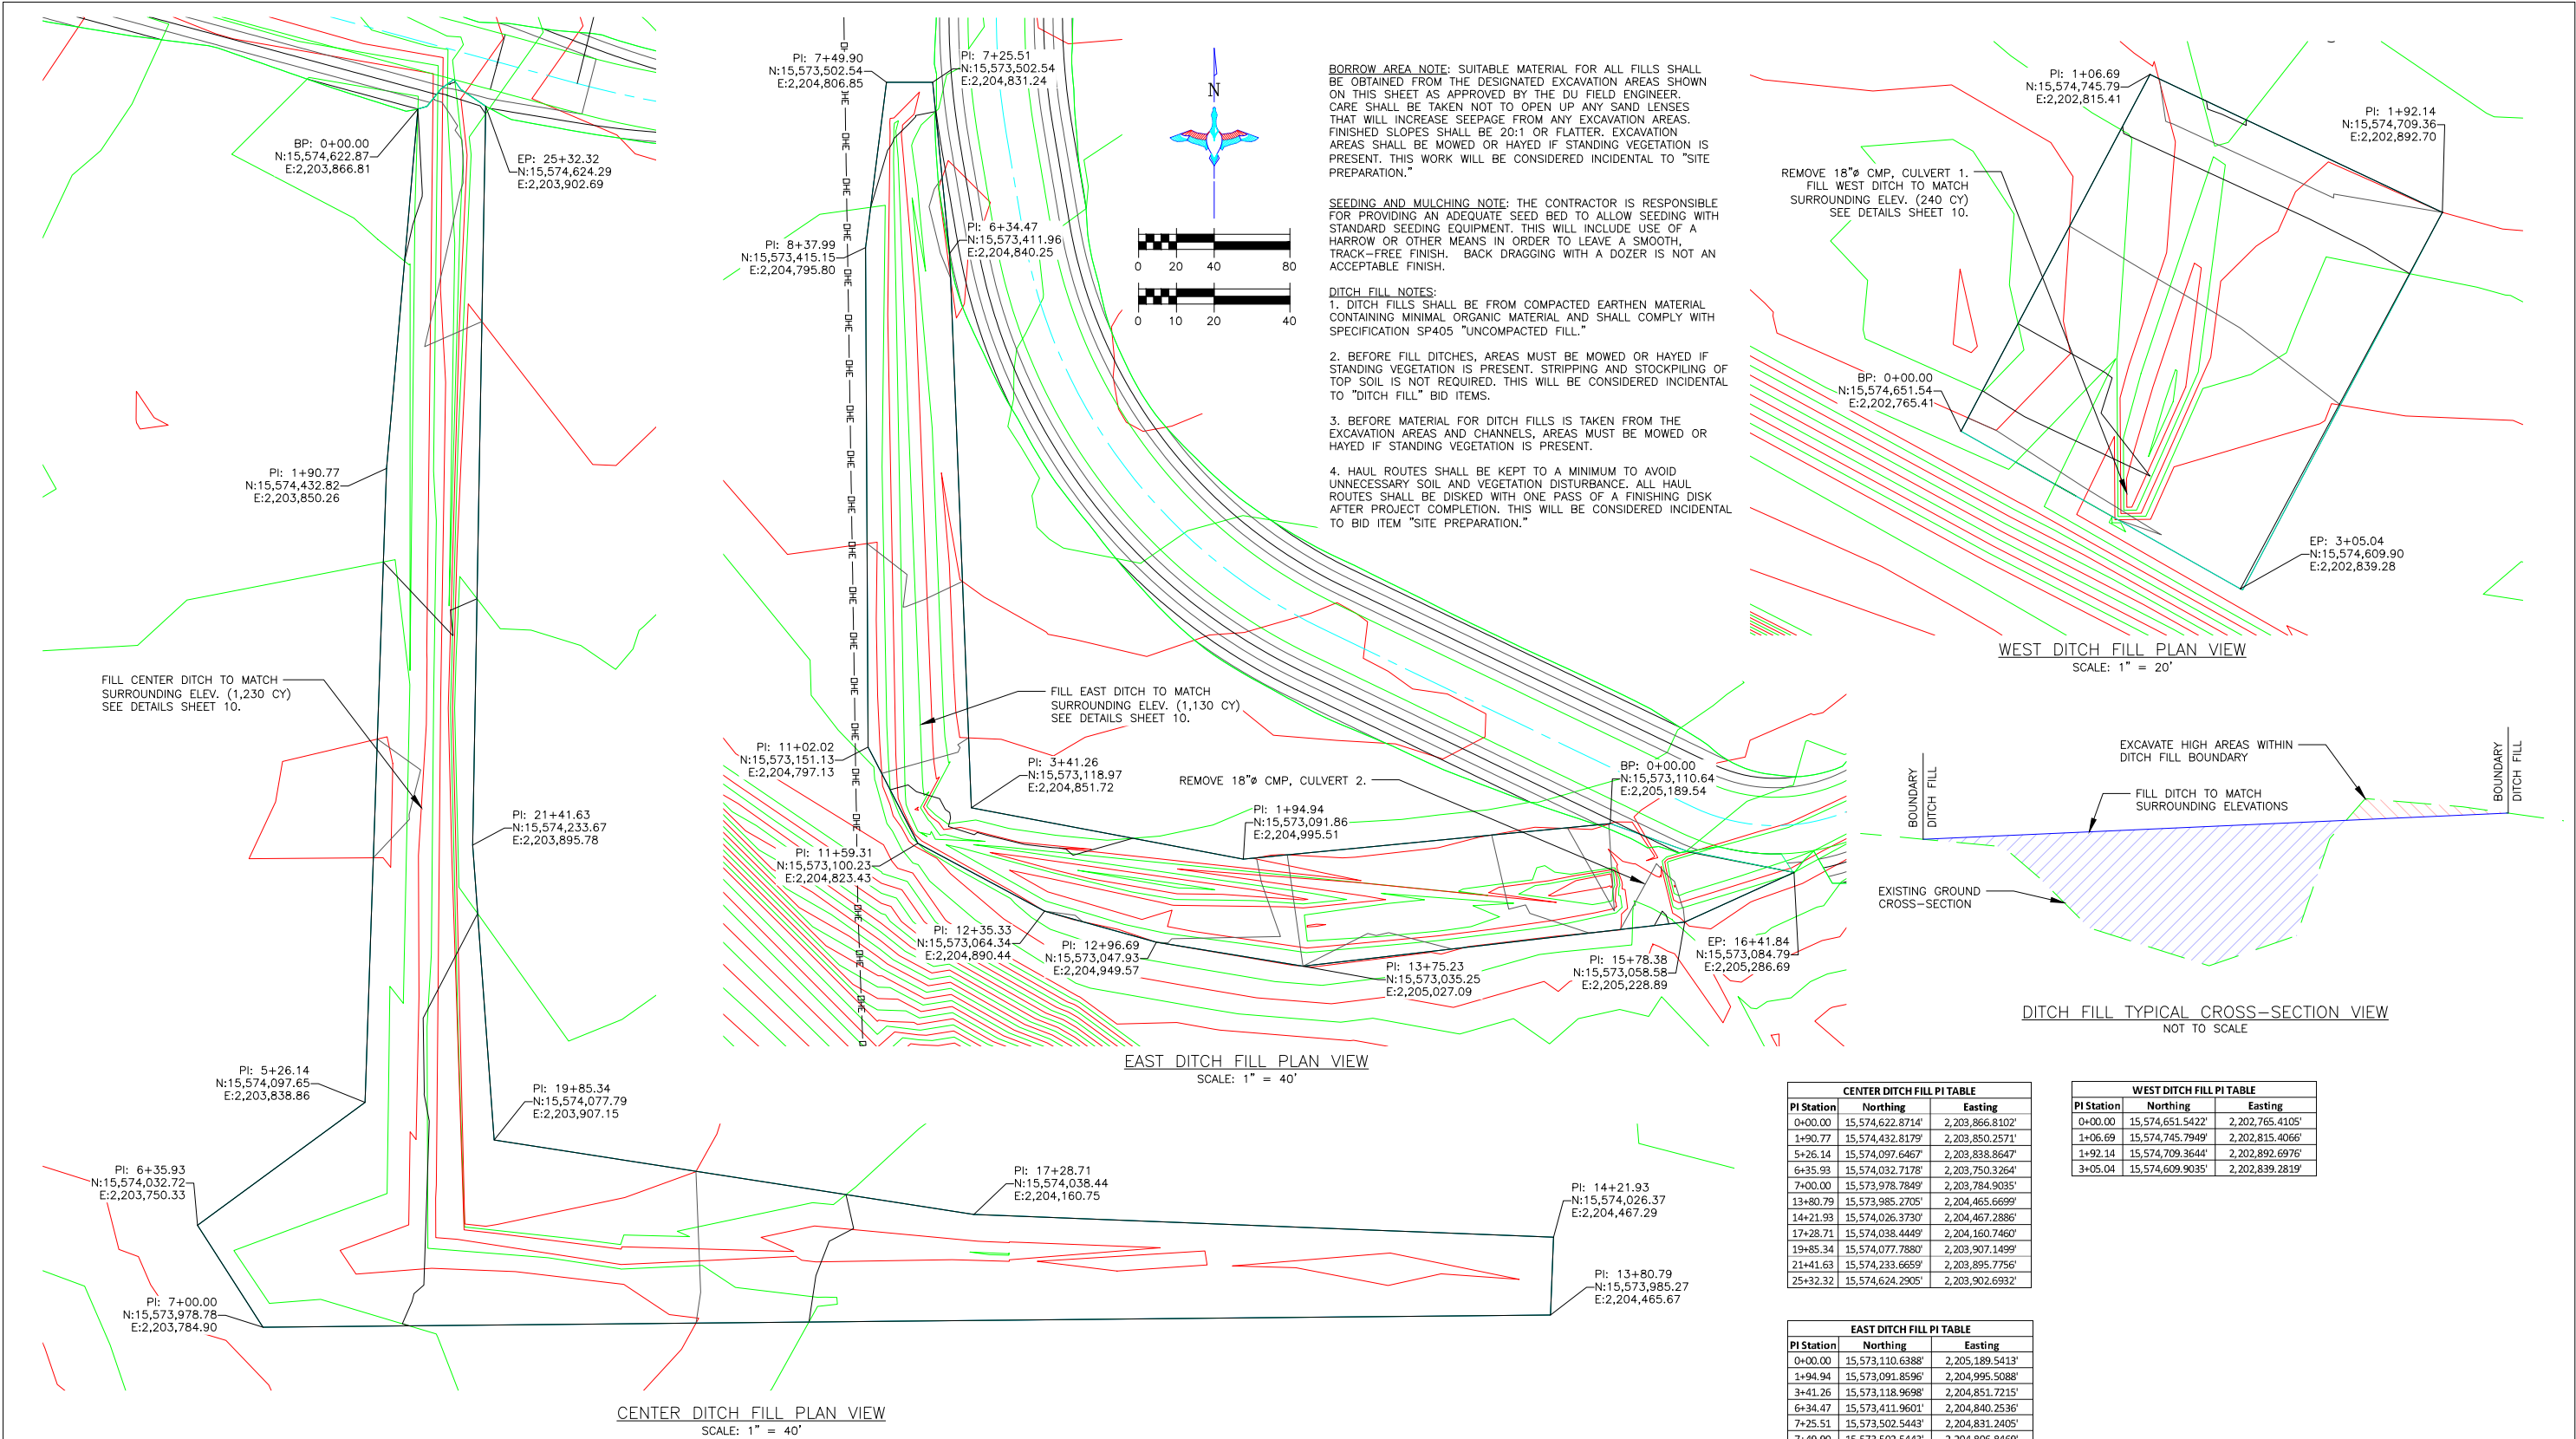 BP: 0+00.00
N:15,574,622.87
E:2,203,866.81
EP: 25+32.32
N:15,574,624.29
E:2,203,902.69
PI: 1+90.77
N:15,574,432.82
E:2,203,850.26
FILL CENTER DITCH TO MATCH
SURROUNDING ELEV. (1,230 CY)
SEE DETAILS SHEET 10.
PI: 21+41.63
N:15,574,233.67
E:2,203,895.78
PI: 5+26.14
N:15,574,097.65
E:2,203,838.86
PI: 19+85.34
N:15,574,077.79
E:2,203,907.15
PI: 6+35.93
N:15,574,032.72
E:2,203,750.33
PI: 17+28.71
N:15,574,038.44
E:2,204,160.75
PI: 14+21.93
N:15,574,026.37
E:2,204,467.29
PI: 7+00.00
N:15,573,978.78
E:2,203,784.90
PI: 13+80.79
N:15,573,985.27
E:2,204,465.67
CENTER DITCH FILL PLAN VIEW
SCALE: 1" = 40'
PI: 7+49.90
N:15,573,502.54
E:2,204,806.85
PI: 7+25.51
N:15,573,502.54
E:2,204,831.24
PI: 8+37.99
N:15,573,415.15
E:2,204,795.80
PI: 6+34.47
N:15,573,411.96
E:2,204,840.25
OHE OHE OHE OHE OHE OHE OHE OHE OHE OHE OHE OHE OHE OHE OHE OHE
FILL EAST DITCH TO MATCH
SURROUNDING ELEV. (1,130 CY)
SEE DETAILS SHEET 10.
PI: 11+02.02
N:15,573,151.13
E:2,204,797.13
PI: 3+41.26
N:15,573,118.97
E:2,204,851.72
REMOVE 18"ø CMP, CULVERT 2.
BP: 0+00.00
N:15,573,110.64
E:2,205,189.54
PI: 1+94.94
N:15,573,091.86
E:2,204,995.51
PI: 11+59.31
N:15,573,100.23
E:2,204,823.43
PI: 12+35.33
N:15,573,064.34
E:2,204,890.44
PI: 12+96.69
N:15,573,047.93
E:2,204,949.57
PI: 13+75.23
N:15,573,035.25
E:2,205,027.09
PI: 15+78.38
N:15,573,058.58
E:2,205,228.89
EP: 16+41.84
N:15,573,084.79
E:2,205,286.69
EAST DITCH FILL PLAN VIEW
SCALE: 1" = 40'
N
0 20 40 80
0 10 20 40
BORROW AREA NOTE: SUITABLE MATERIAL FOR ALL FILLS SHALL
BE OBTAINED FROM THE DESIGNATED EXCAVATION AREAS SHOWN
ON THIS SHEET AS APPROVED BY THE DU FIELD ENGINEER.
CARE SHALL BE TAKEN NOT TO OPEN UP ANY SAND LENSES
THAT WILL INCREASE SEEPAGE FROM ANY EXCAVATION AREAS.
FINISHED SLOPES SHALL BE 20:1 OR FLATTER. EXCAVATION
AREAS SHALL BE MOWED OR HAYED IF STANDING VEGETATION IS
PRESENT. THIS WORK WILL BE CONSIDERED INCIDENTAL TO "SITE
PREPARATION."
SEEDING AND MULCHING NOTE: THE CONTRACTOR IS RESPONSIBLE
FOR PROVIDING AN ADEQUATE SEED BED TO ALLOW SEEDING WITH
STANDARD SEEDING EQUIPMENT. THIS WILL INCLUDE USE OF A
HARROW OR OTHER MEANS IN ORDER TO LEAVE A SMOOTH,
TRACK-FREE FINISH. BACK DRAGGING WITH A DOZER IS NOT AN
ACCEPTABLE FINISH.
DITCH FILL NOTES:
1. DITCH FILLS SHALL BE FROM COMPACTED EARTHEN MATERIAL
CONTAINING MINIMAL ORGANIC MATERIAL AND SHALL COMPLY WITH
SPECIFICATION SP405 "UNCOMPACTED FILL."
2. BEFORE FILL DITCHES, AREAS MUST BE MOWED OR HAYED IF
STANDING VEGETATION IS PRESENT. STRIPPING AND STOCKPILING OF
TOP SOIL IS NOT REQUIRED. THIS WILL BE CONSIDERED INCIDENTAL
TO "DITCH FILL" BID ITEMS.
3. BEFORE MATERIAL FOR DITCH FILLS IS TAKEN FROM THE
EXCAVATION AREAS AND CHANNELS, AREAS MUST BE MOWED OR
HAYED IF STANDING VEGETATION IS PRESENT.
4. HAUL ROUTES SHALL BE KEPT TO A MINIMUM TO AVOID
UNNECESSARY SOIL AND VEGETATION DISTURBANCE. ALL HAUL
ROUTES SHALL BE DISKED WITH ONE PASS OF A FINISHING DISK
AFTER PROJECT COMPLETION. THIS WILL BE CONSIDERED INCIDENTAL
TO BID ITEM "SITE PREPARATION."
PI: 1+06.69
N:15,574,745.79
E:2,202,815.41
PI: 1+92.14
N:15,574,709.36
E:2,202,892.70
REMOVE 18"ø CMP, CULVERT 1.
FILL WEST DITCH TO MATCH
SURROUNDING ELEV. (240 CY)
SEE DETAILS SHEET 10.
BP: 0+00.00
N:15,574,651.54
E:2,202,765.41
EP: 3+05.04
N:15,574,609.90
E:2,202,839.28
WEST DITCH FILL PLAN VIEW
SCALE: 1" = 20'
BOUNDARY
DITCH FILL
EXCAVATE HIGH AREAS WITHIN
DITCH FILL BOUNDARY
FILL DITCH TO MATCH
SURROUNDING ELEVATIONS
BOUNDARY
DITCH FILL
EXISTING GROUND
CROSS-SECTION
DITCH FILL TYPICAL CROSS-SECTION VIEW
NOT TO SCALE
CENTER DITCH FILL PI TABLE
PI Station Northing Easting
0+00.00 15,574,622.8714' 2,203,866.8102'
1+90.77 15,574,432.8179' 2,203,850.2571'
5+26.14 15,574,097.6467' 2,203,838.8647'
6+35.93 15,574,032.7178' 2,203,750.3264'
7+00.00 15,573,978.7849' 2,203,784.9035'
13+80.79 15,573,985.2705' 2,204,465.6699'
14+21.93 15,574,026.3730' 2,204,467.2886'
17+28.71 15,574,038.4449' 2,204,160.7460'
19+85.34 15,574,077.7880' 2,203,907.1499'
21+41.63 15,574,233.6659' 2,203,895.7756'
25+32.32 15,574,624.2905' 2,203,902.6932'
WEST DITCH FILL PI TABLE
PI Station Northing Easting
0+00.00 15,574,651.5422' 2,202,765.4105'
1+06.69 15,574,745.7949' 2,202,815.4066'
1+92.14 15,574,709.3644' 2,202,892.6976'
3+05.04 15,574,609.9035' 2,202,839.2819'
EAST DITCH FILL PI TABLE
PI Station Northing Easting
0+00.00 15,573,110.6388' 2,205,189.5413'
1+94.94 15,573,091.8596' 2,204,995.5088'
3+41.26 15,573,118.9698' 2,204,851.7215'
6+34.47 15,573,411.9601' 2,204,840.2536'
7+25.51 15,573,502.5443' 2,204,831.2405'
7+49.90 15,573,502.5443' 2,204,806.8469'